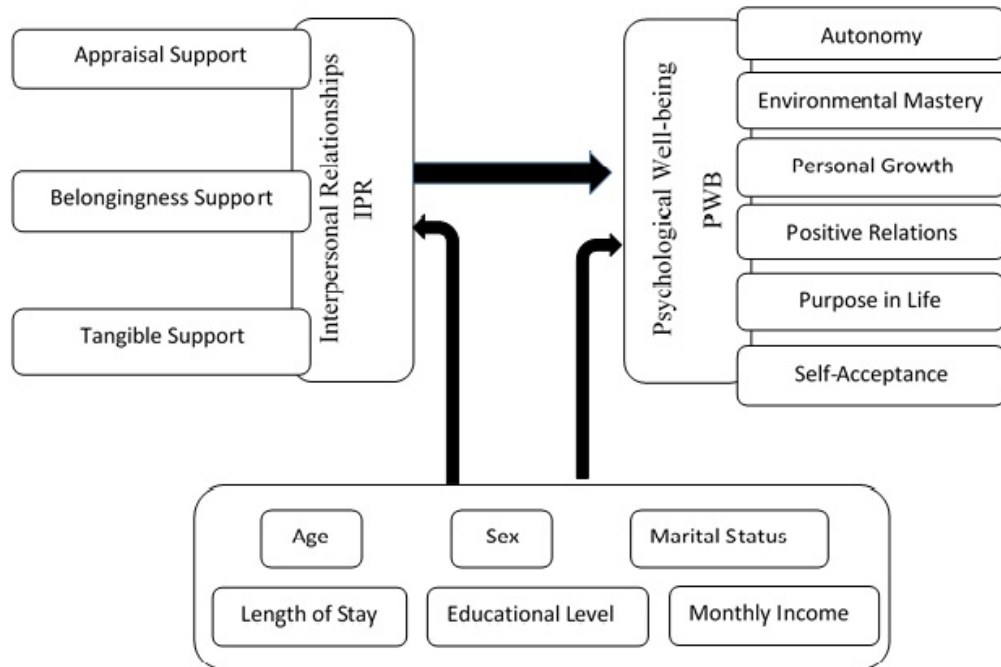 Appraisal Support
Belongingness Support
Tangible Support
Interpersonal Relationships
IPR
Psychological Well-being
PWB
Autonomy
Environmental Mastery
Personal Growth
Positive Relations
Purpose in Life
Self-Acceptance
Age
Sex
Marital Status
Length of Stay
Educational Level
Monthly Income